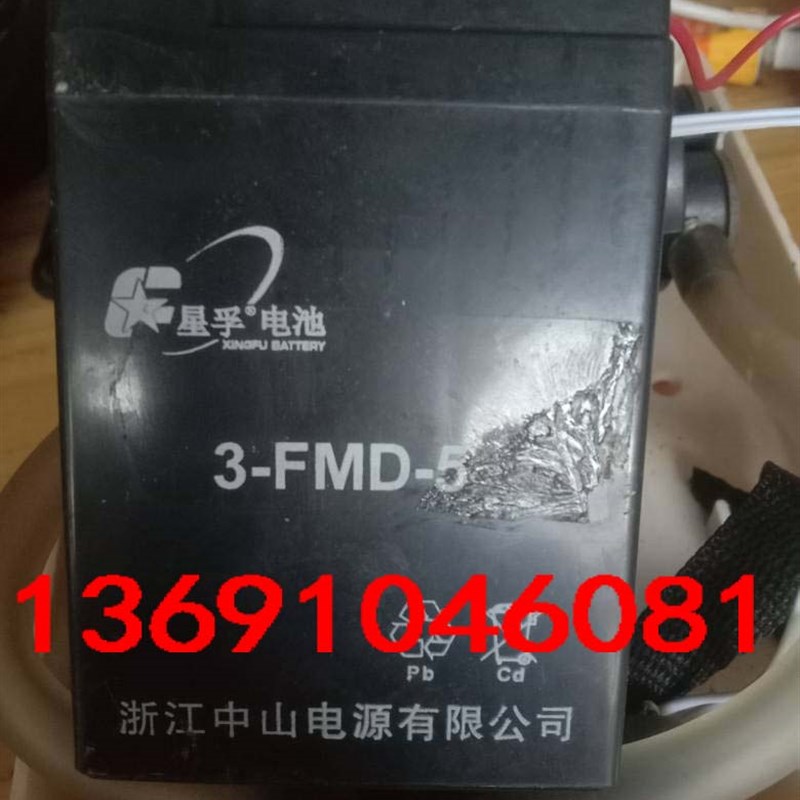 星孚®电池
XINGFU BATTERY
3-FMD-5
13691046081
Pb Cd
浙江中山电源有限公司